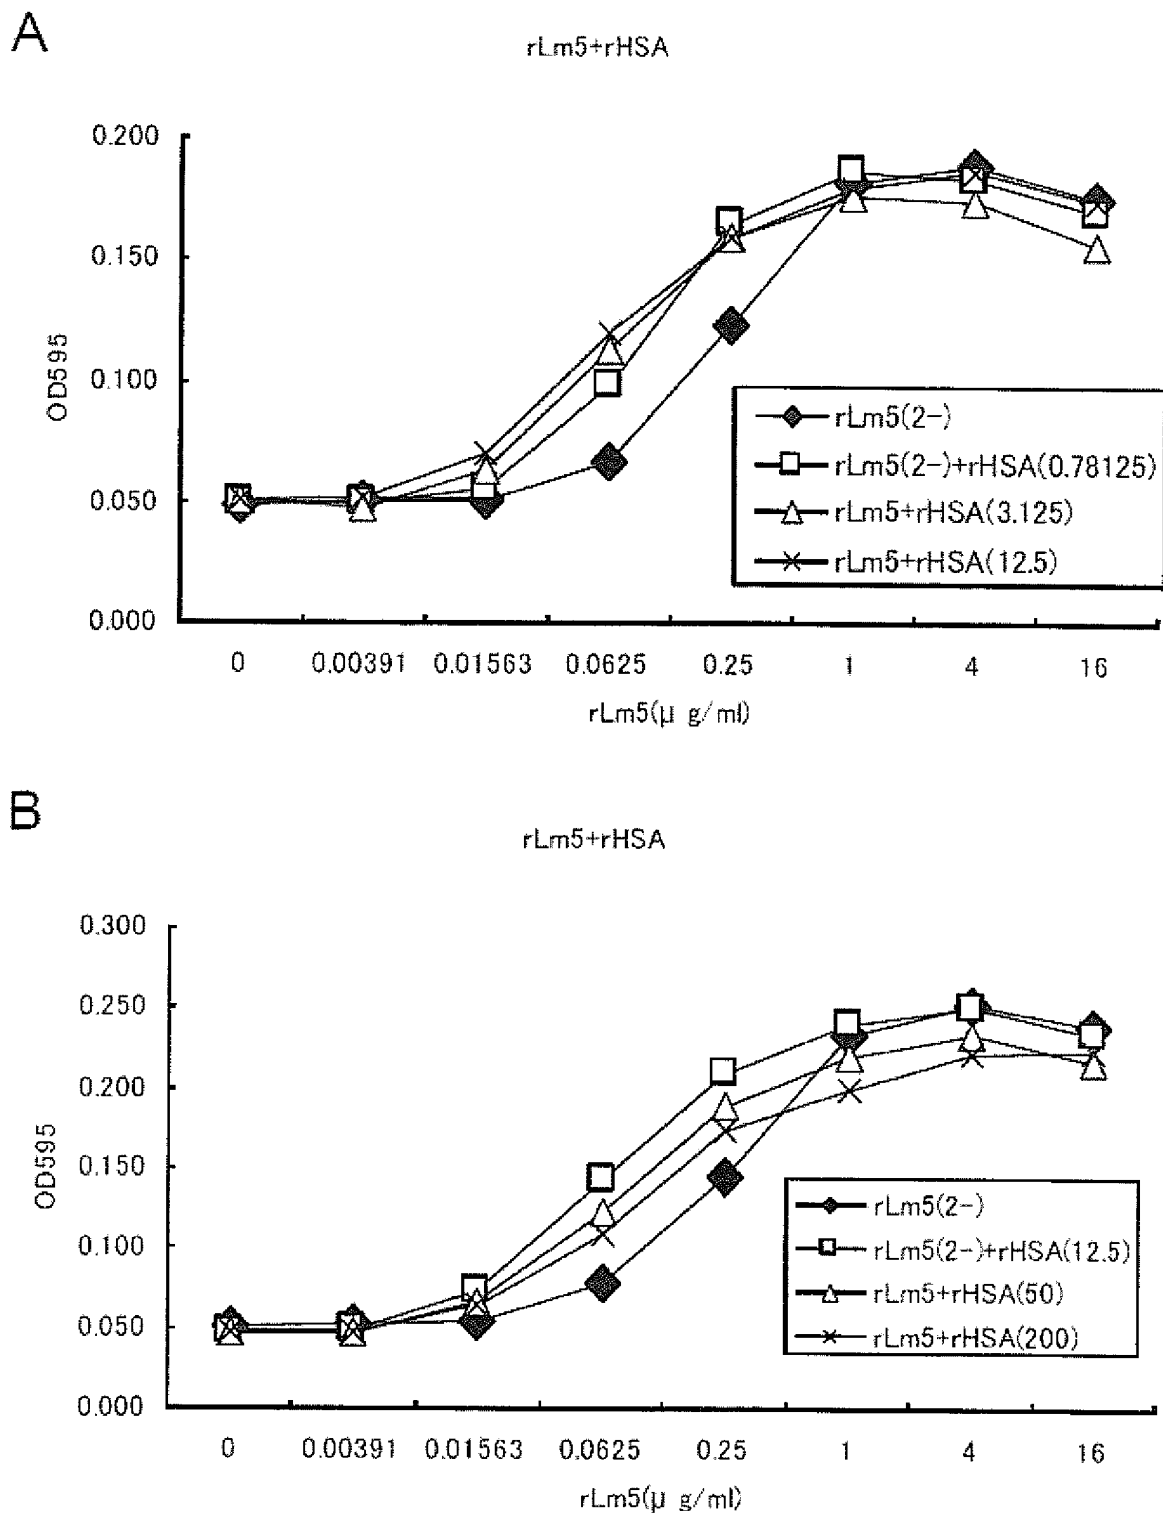 A
rLm5+rHSA
0.200
0.150
0.100
0.050
0.000
OD595
rLm5(2-)
rLm5(2-)+rHSA(0.78125)
rLm5+rHSA(3.125)
rLm5+rHSA(12.5)
0 0.00391 0.01563 0.0625 0.25 1 4 16
rLm5(μ g/ml)
B
rLm5+rHSA
0.300
0.250
0.200
0.150
0.100
0.050
0.000
OD595
rLm5(2-)
rLm5(2-)+rHSA(12.5)
rLm5+rHSA(50)
rLm5+rHSA(200)
0 0.00391 0.01563 0.0625 0.25 1 4 16
rLm5(μ g/ml)